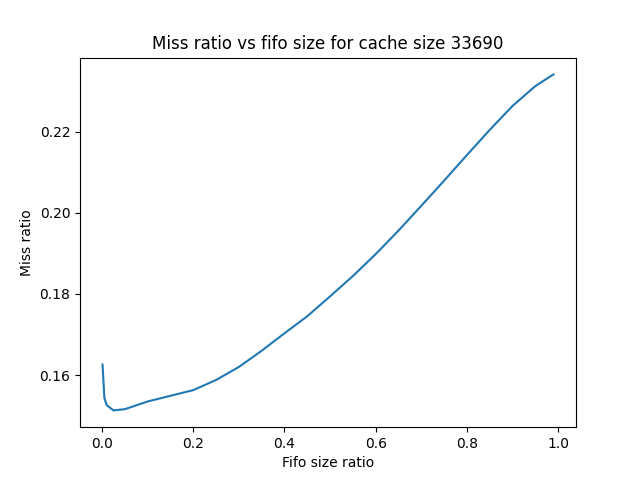 Miss ratio vs fifo size for cache size 33690
Miss ratio
0.22
0.20
0.18
0.16
0.0 0.2 0.4 0.6 0.8 1.0
Fifo size ratio